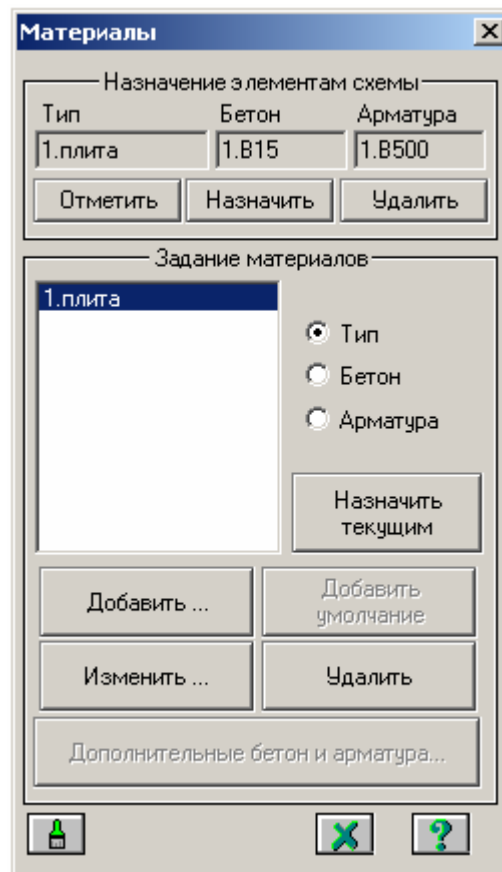 Материалы
Назначение элементам схемы
Тип Бетон Арматура
1.плита 1.B15 1.B500
Отметить Назначить Удалить
Задание материалов
1.плита
Тип
Бетон
Арматура
Назначить
текущим
Добавить ... Добавить
умолчание
Изменить ... Удалить
Дополнительные бетон и арматура...
?